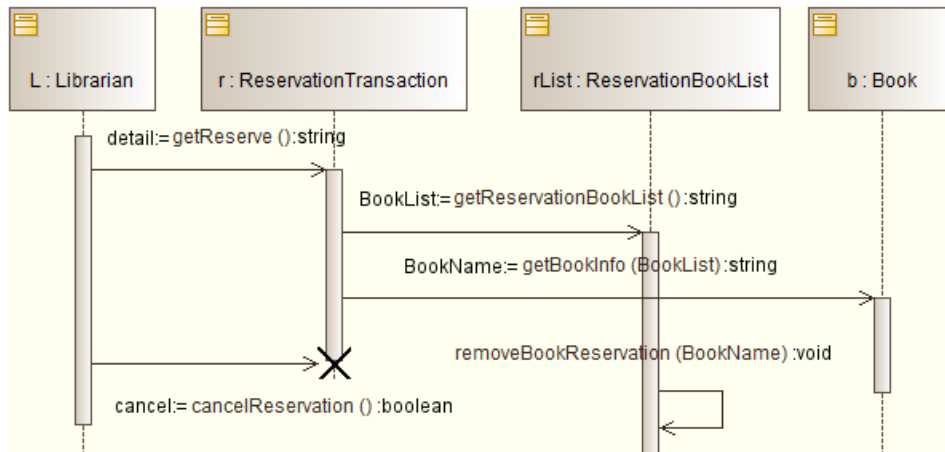 L : Librarian
r : ReservationTransaction
rList : ReservationBookList
b : Book
detail:= getReserve ():string
BookList:= getReservationBookList ():string
BookName:= getBookInfo (BookList):string
removeBookReservation (BookName) :void
cancel:= cancelReservation () :boolean